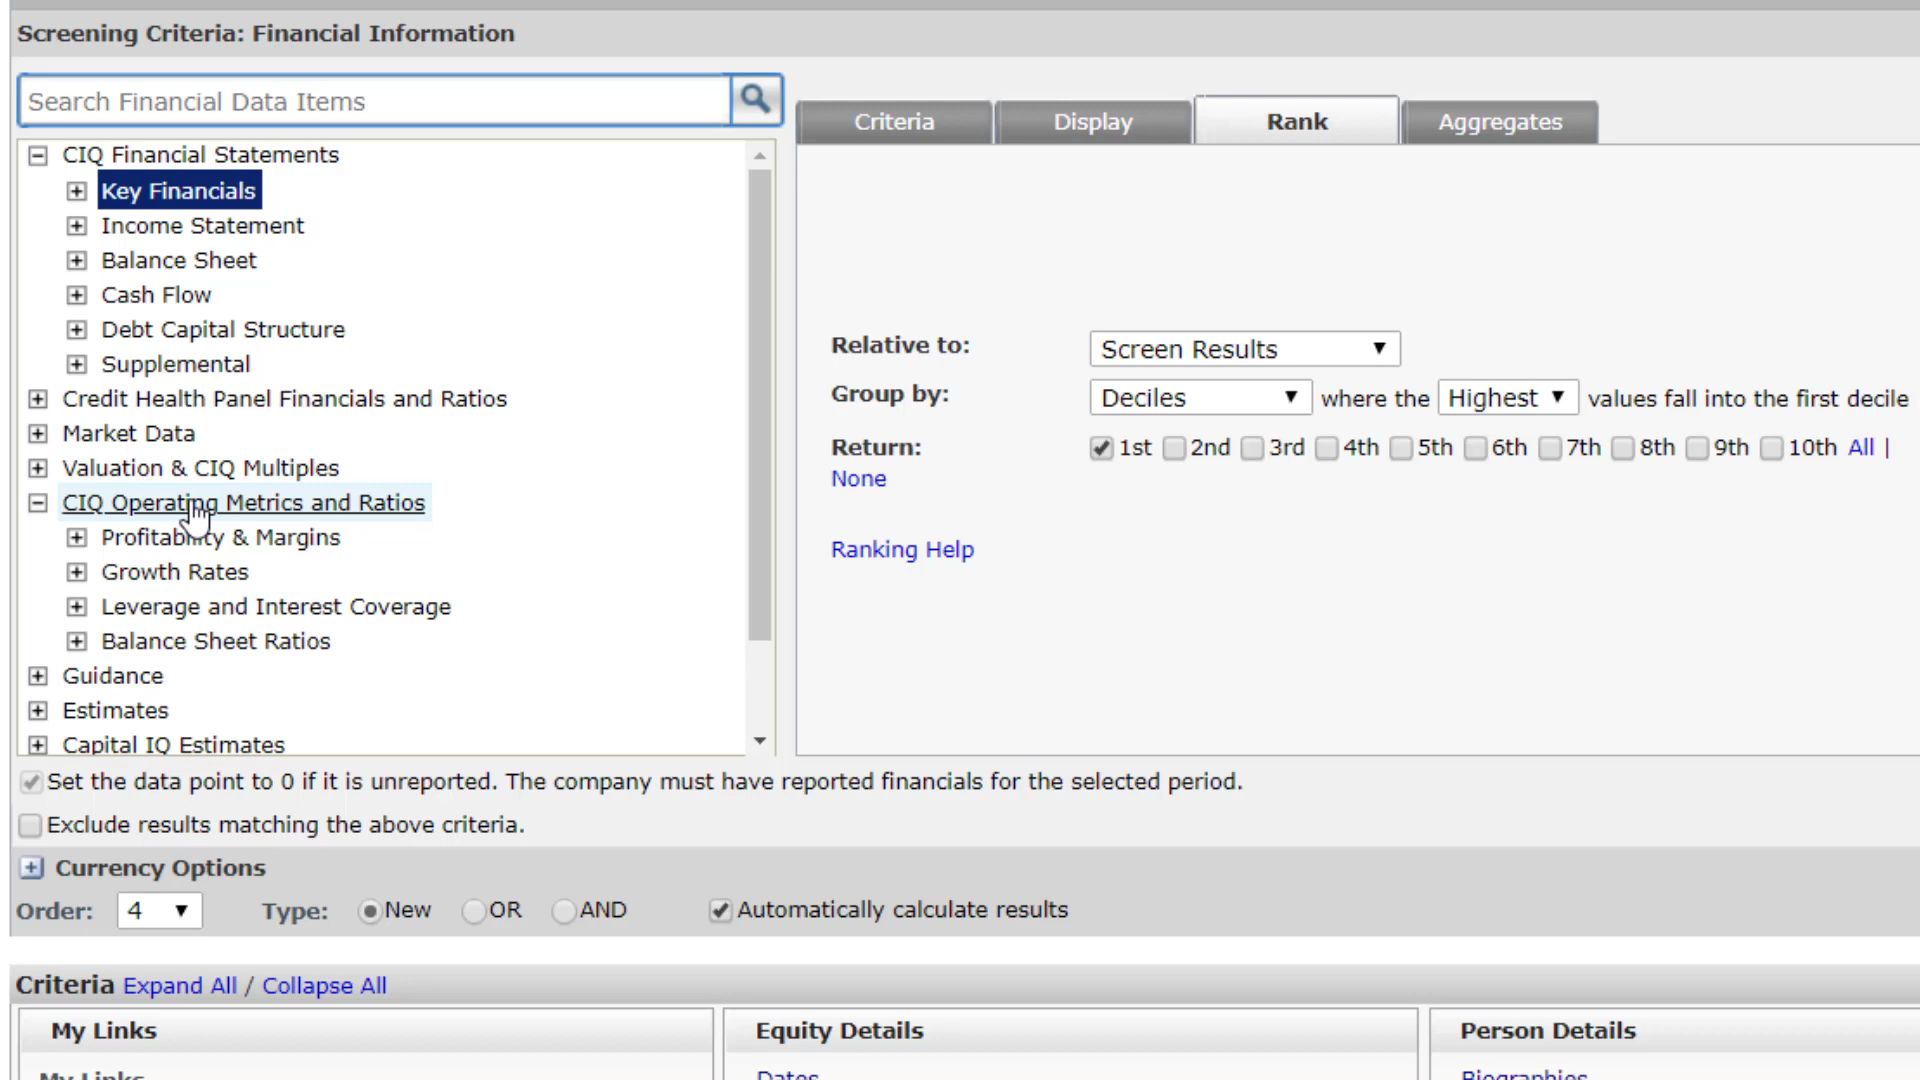 Screening Criteria: Financial Information
Search Financial Data Items
Criteria
Display
Rank
Aggregates
CIQ Financial Statements
Key Financials
Income Statement
Balance Sheet
Cash Flow
Debt Capital Structure
Supplemental
Credit Health Panel Financials and Ratios
Market Data
Valuation & CIQ Multiples
CIQ Operating Metrics and Ratios
Profitability & Margins
Growth Rates
Leverage and Interest Coverage
Balance Sheet Ratios
Guidance
Estimates
Capital IQ Estimates
Relative to: Screen Results
Group by: Deciles where the Highest values fall into the first decile
Return: 1st 2nd 3rd 4th 5th 6th 7th 8th 9th 10th All |
None
Ranking Help
Set the data point to 0 if it is unreported. The company must have reported financials for the selected period.
Exclude results matching the above criteria.
Currency Options
Order: 4 Type: New OR AND Automatically calculate results
Criteria Expand All / Collapse All
My Links Equity Details Person Details
My Links Dates Biographies